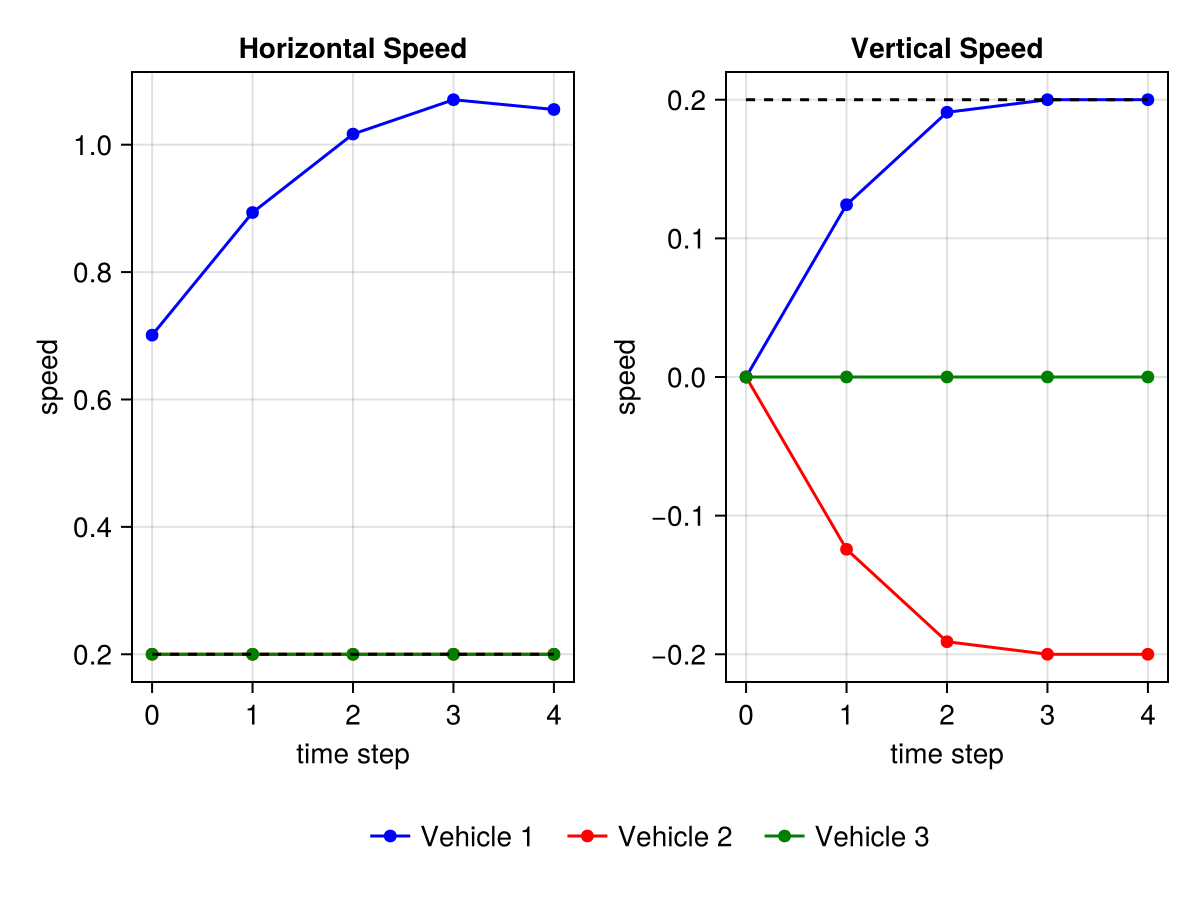 Horizontal Speed
Vertical Speed
speed
1.0
0.8
0.6
0.4
0.2
0 1 2 3 4
time step
speed
0.2
0.1
0.0
−0.1
−0.2
0 1 2 3 4
time step
Vehicle 1 Vehicle 2 Vehicle 3